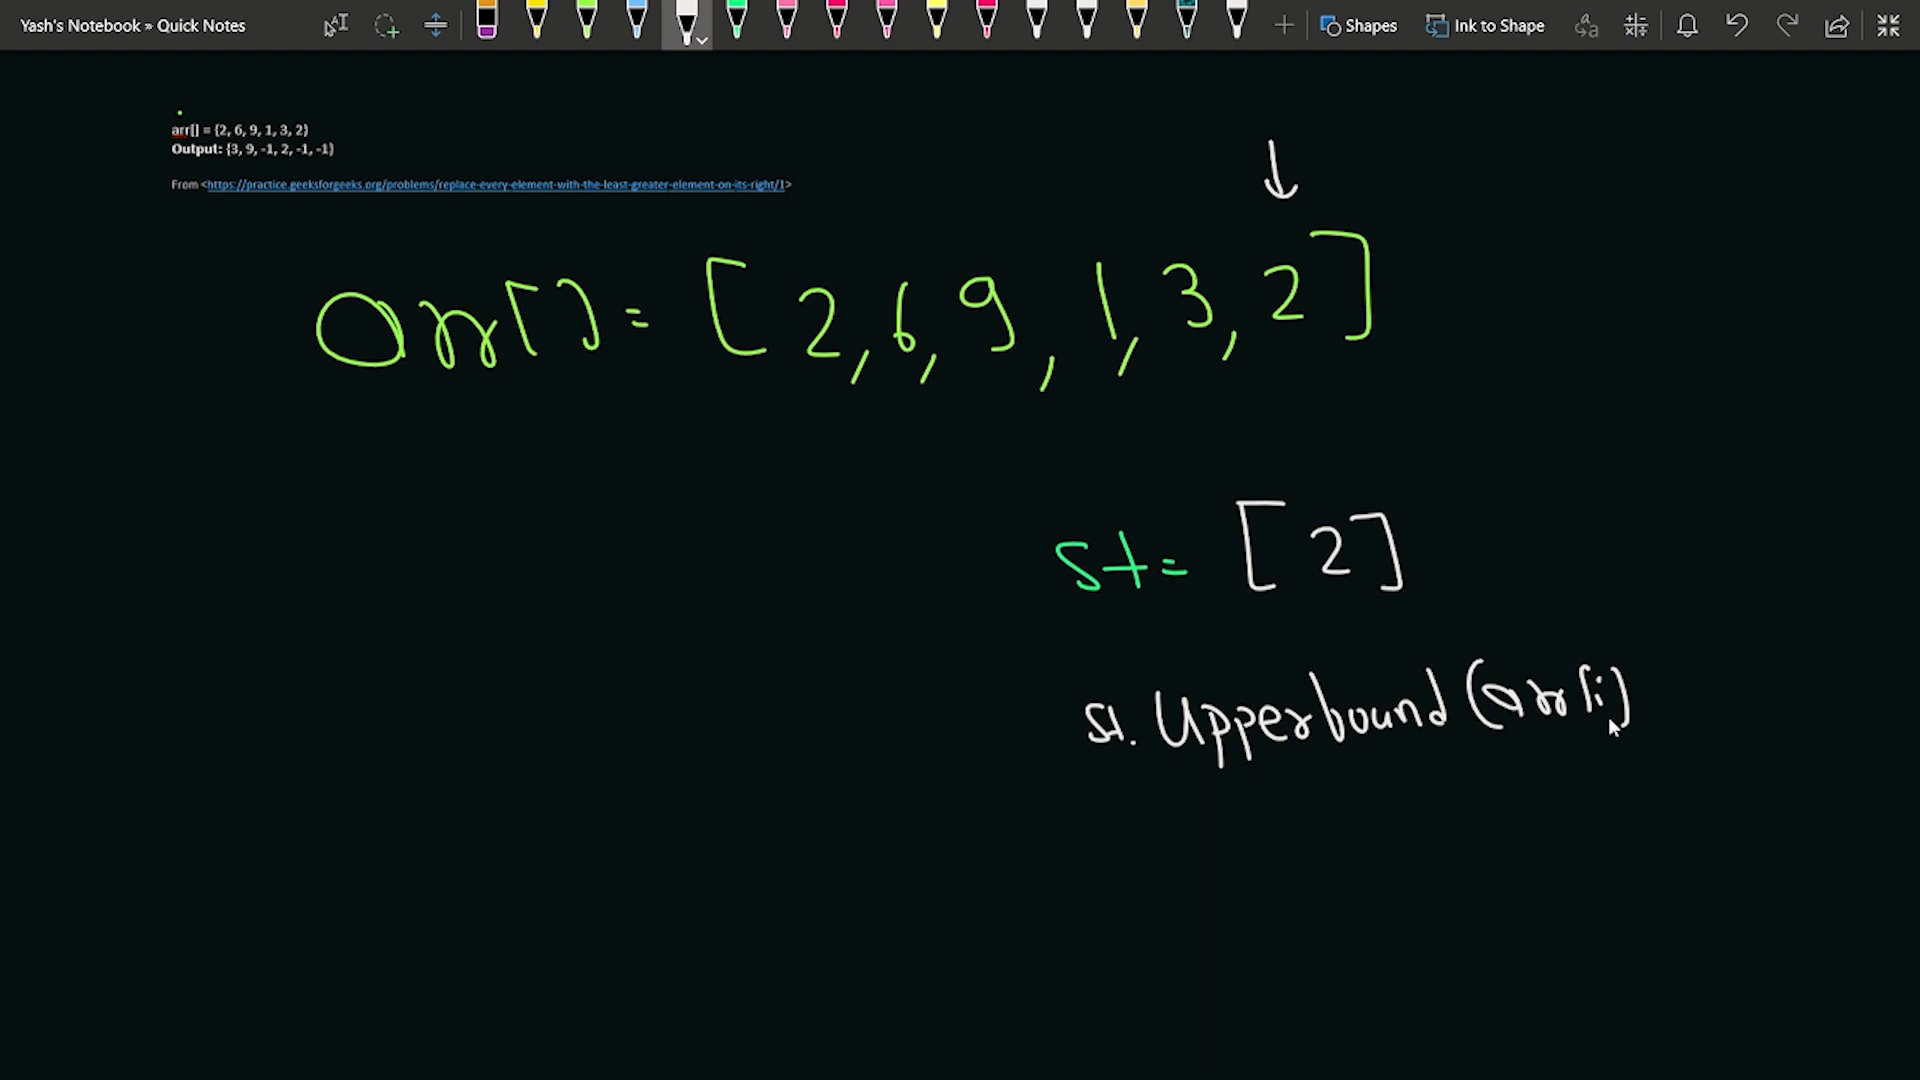 Yash's Notebook » Quick Notes
Shapes
Ink to Shape
arr[] = {2, 6, 9, 1, 3, 2}
Output: {3, 9, -1, 2, -1, -1}
From <https://practice.geeksforgeeks.org/problems/replace-every-element-with-the-least-greater-element-on-its-right/1>
arr[] = [2, 6, 9, 1, 3, 2]
st = [2]
st. Upperbound (arr[i)